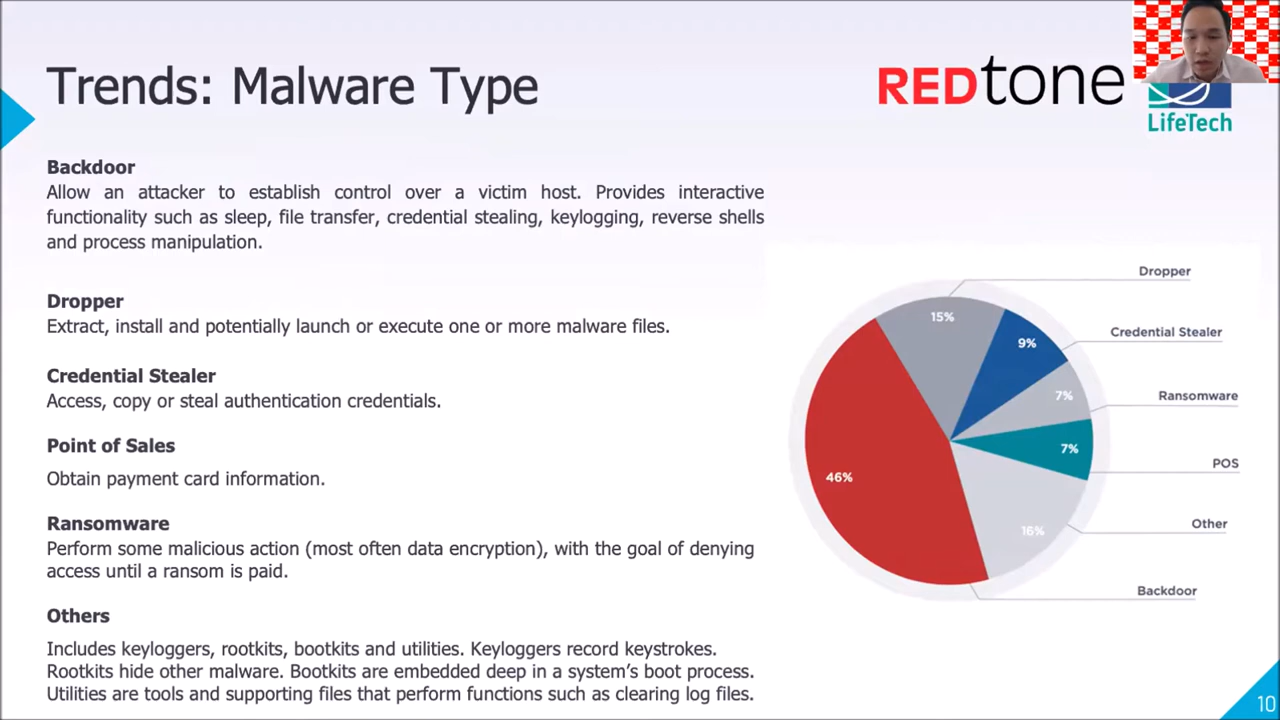 Trends: Malware Type
REDtone
LifeTech
Backdoor
Allow an attacker to establish control over a victim host. Provides interactive
functionality such as sleep, file transfer, credential stealing, keylogging, reverse shells
and process manipulation.
Dropper
Extract, install and potentially launch or execute one or more malware files.
Credential Stealer
Access, copy or steal authentication credentials.
Point of Sales
Obtain payment card information.
Ransomware
Perform some malicious action (most often data encryption), with the goal of denying
access until a ransom is paid.
Others
Includes keyloggers, rootkits, bootkits and utilities. Keyloggers record keystrokes.
Rootkits hide other malware. Bootkits are embedded deep in a system's boot process.
Utilities are tools and supporting files that perform functions such as clearing log files.
Dropper
15%
Credential Stealer
9%
Ransomware
7%
POS
7%
Other
16%
Backdoor
46%
10